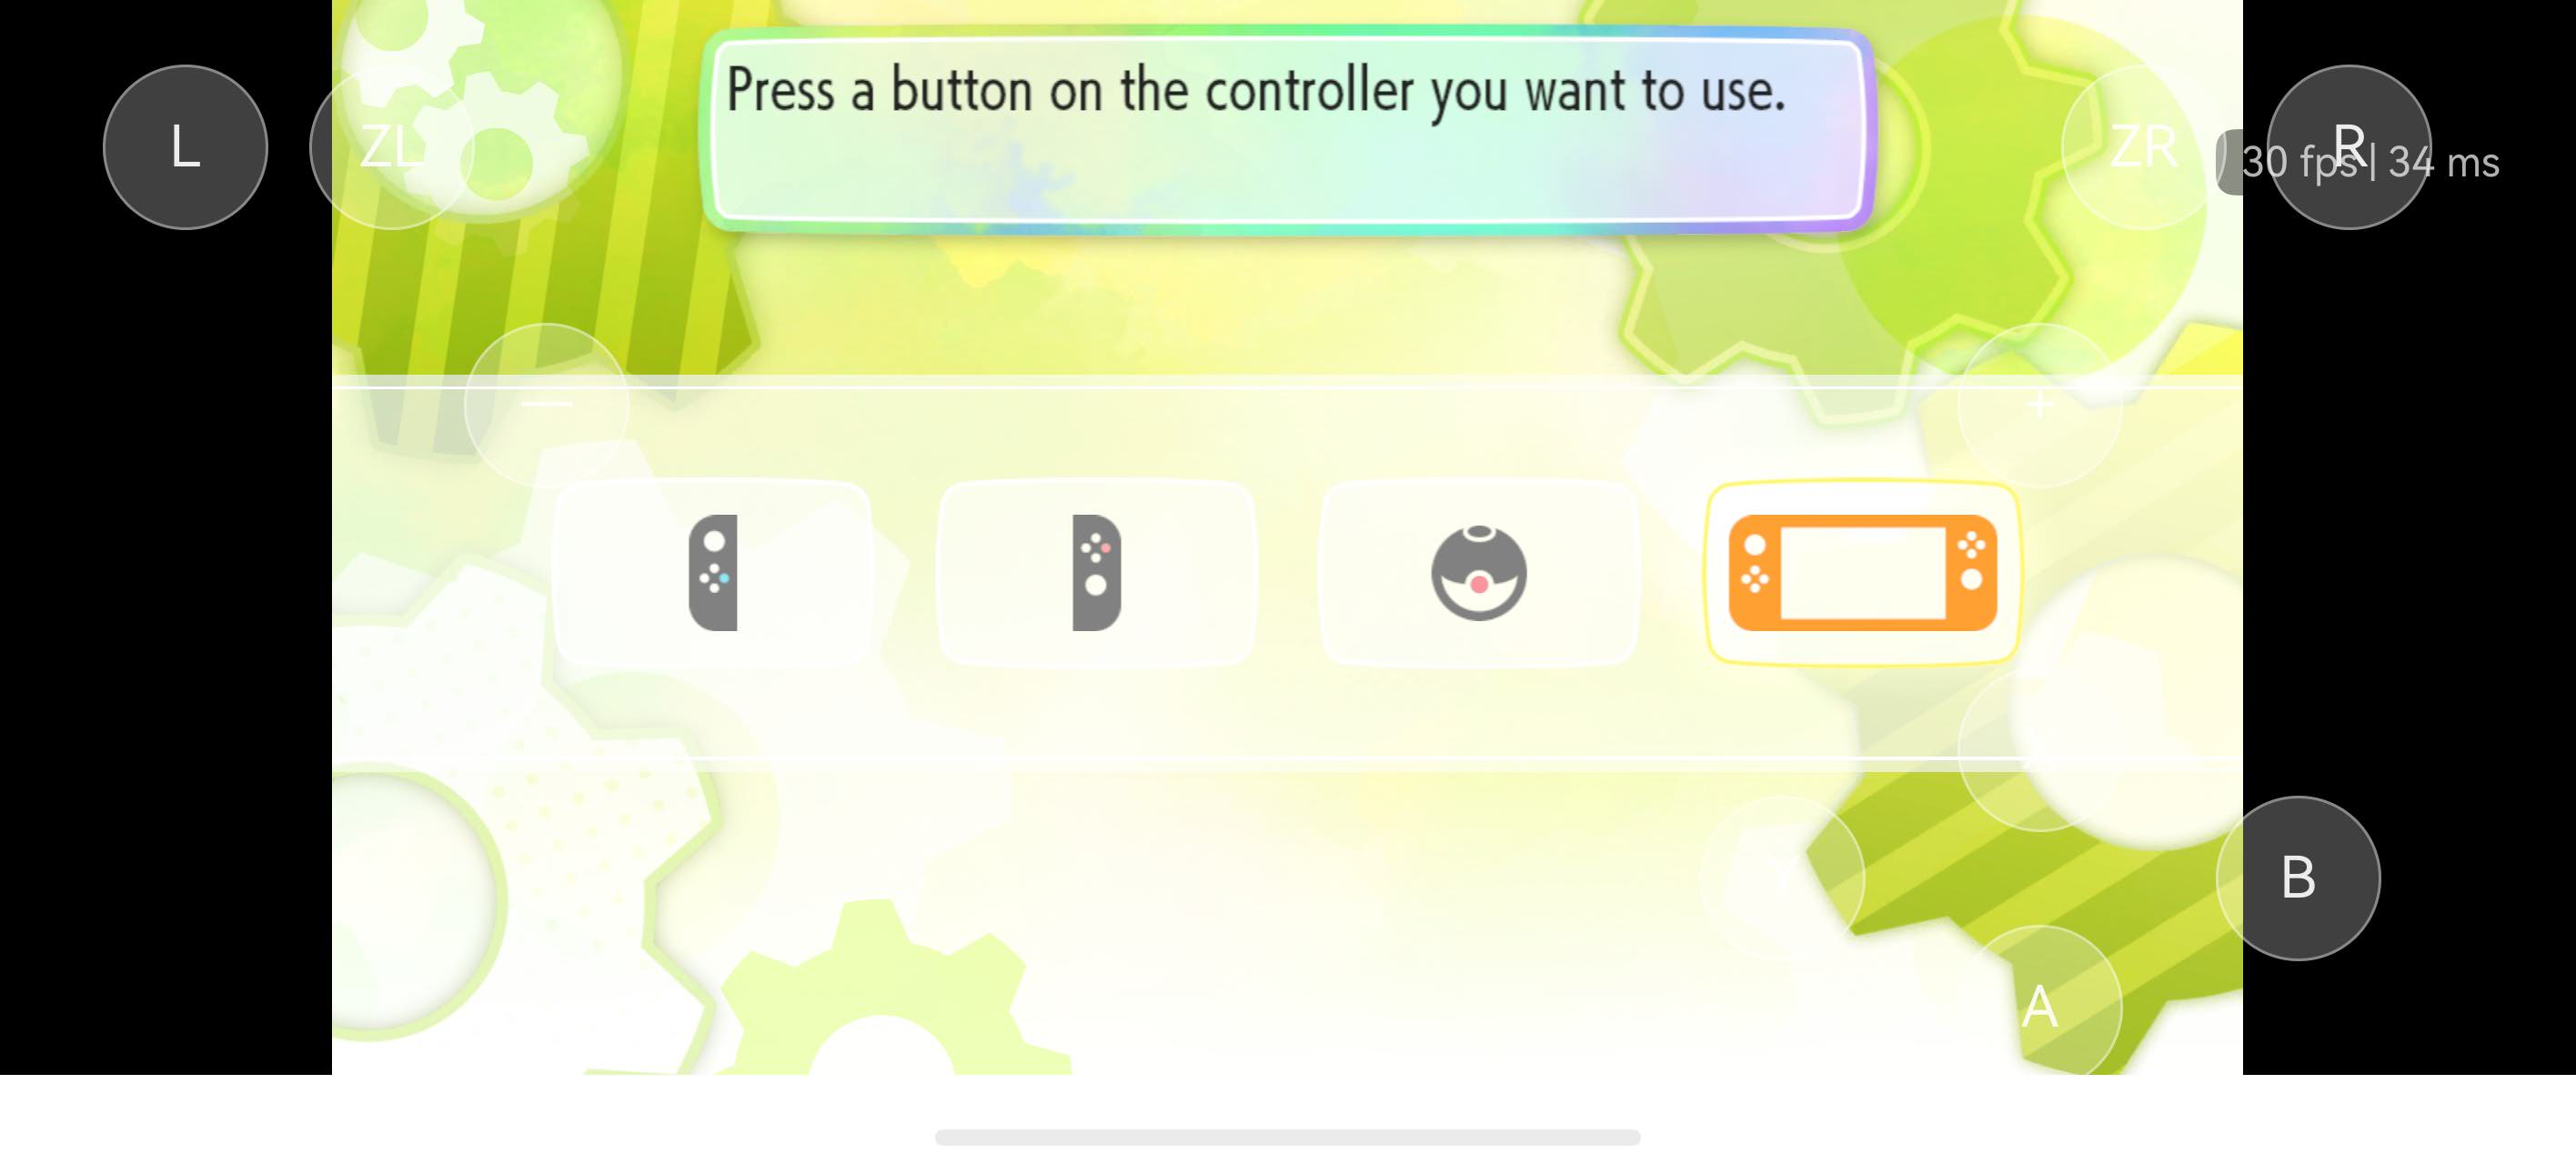 Press a button on the controller you want to use.
L
ZL
ZR
R
30 fps | 34 ms
—
+
Y
B
A